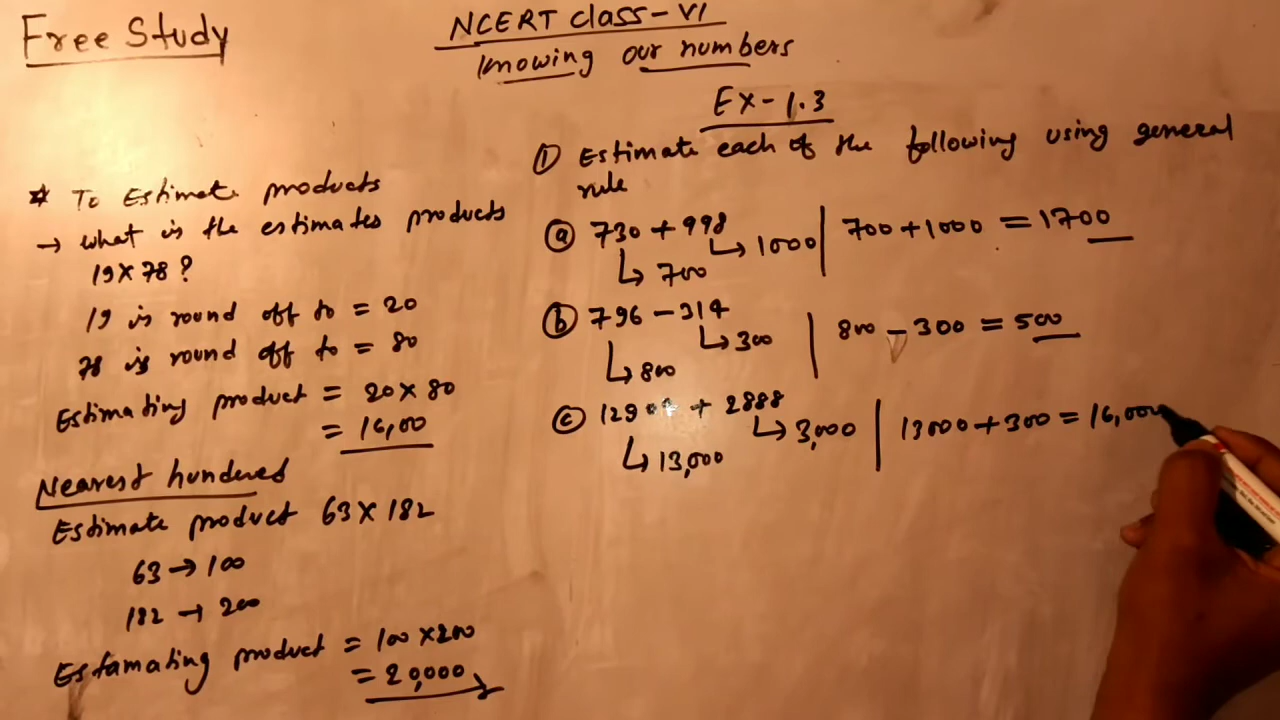 Free Study
NCERT class - VI
Knowing our numbers
* To Estimate products
→ what is the estimates products
19 × 78 ?
19 is round off to = 20
78 is round off to = 80
Estimating product = 20 × 80
= 16,00
Nearest hundered
Estimate product 63 × 182
63 → 100
182 → 200
Estamating product = 100 × 200
= 20,000
Ex - 1.3
① Estimate each of the following using general
rule
ⓐ 730 + 998 | 700 + 1000 = 1700
↳ 700 ↳ 1000
ⓑ 796 - 314 | 800 - 300 = 500
↳ 800 ↳ 300
ⓒ + 2888 | 13000 + 300 = 16,000
↳ 13,000 ↳ 3,000